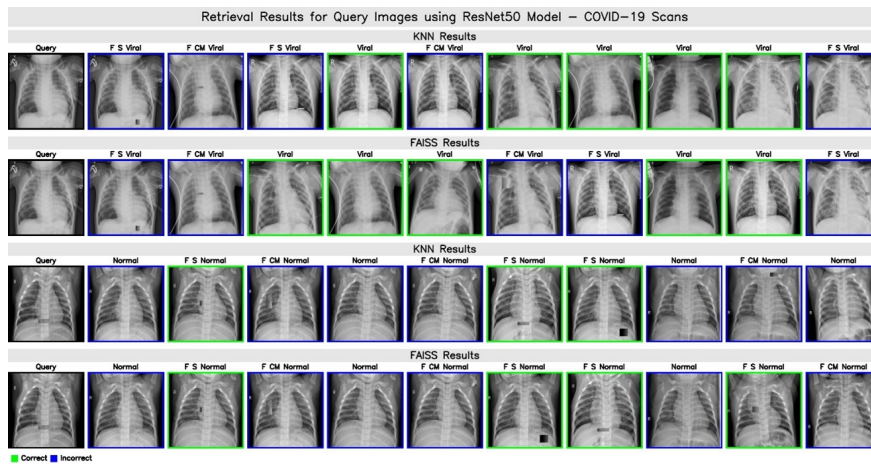 Retrieval Results for Query Images using ResNet50 Model – COVID-19 Scans
KNN Results
Query F S Viral F CM Viral F S Viral Viral F CM Viral Viral Viral Viral Viral F S Viral
FAISS Results
Query F S Viral F CM Viral Viral Viral Viral F CM Viral F S Viral Viral Viral F S Viral
KNN Results
Query Normal F S Normal F CM Normal Normal F CM Normal F S Normal F S Normal Normal F CM Normal Normal
FAISS Results
Query Normal F S Normal F CM Normal Normal F CM Normal F S Normal F S Normal Normal F S Normal F CM Normal
Correct Incorrect